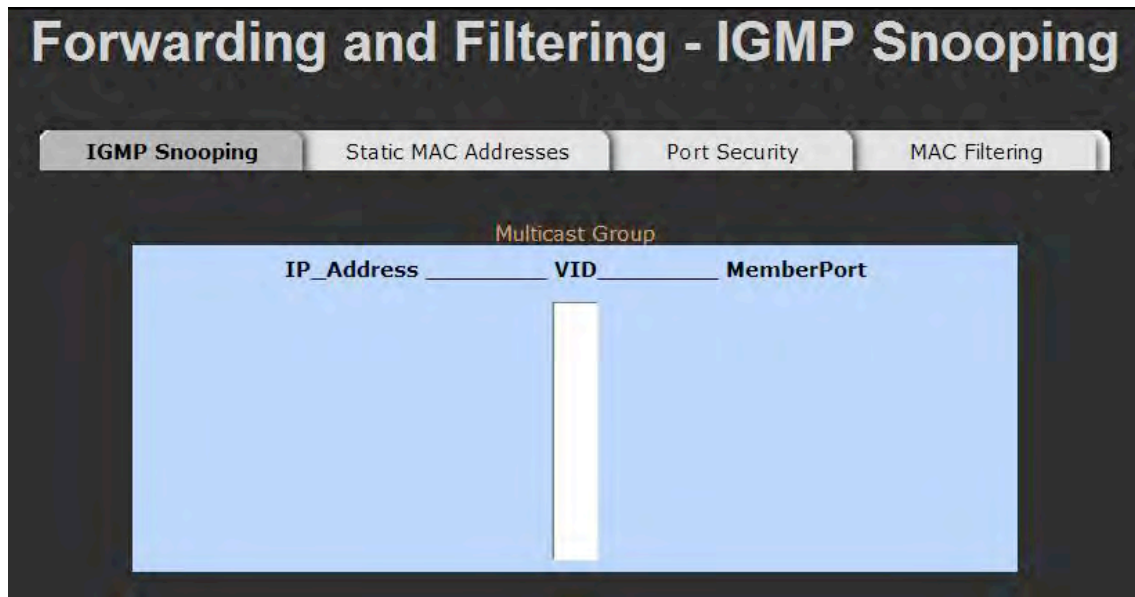 Forwarding and Filtering - IGMP Snooping
IGMP Snooping Static MAC Addresses Port Security MAC Filtering
Multicast Group
IP_Address _________ VID_________ MemberPort